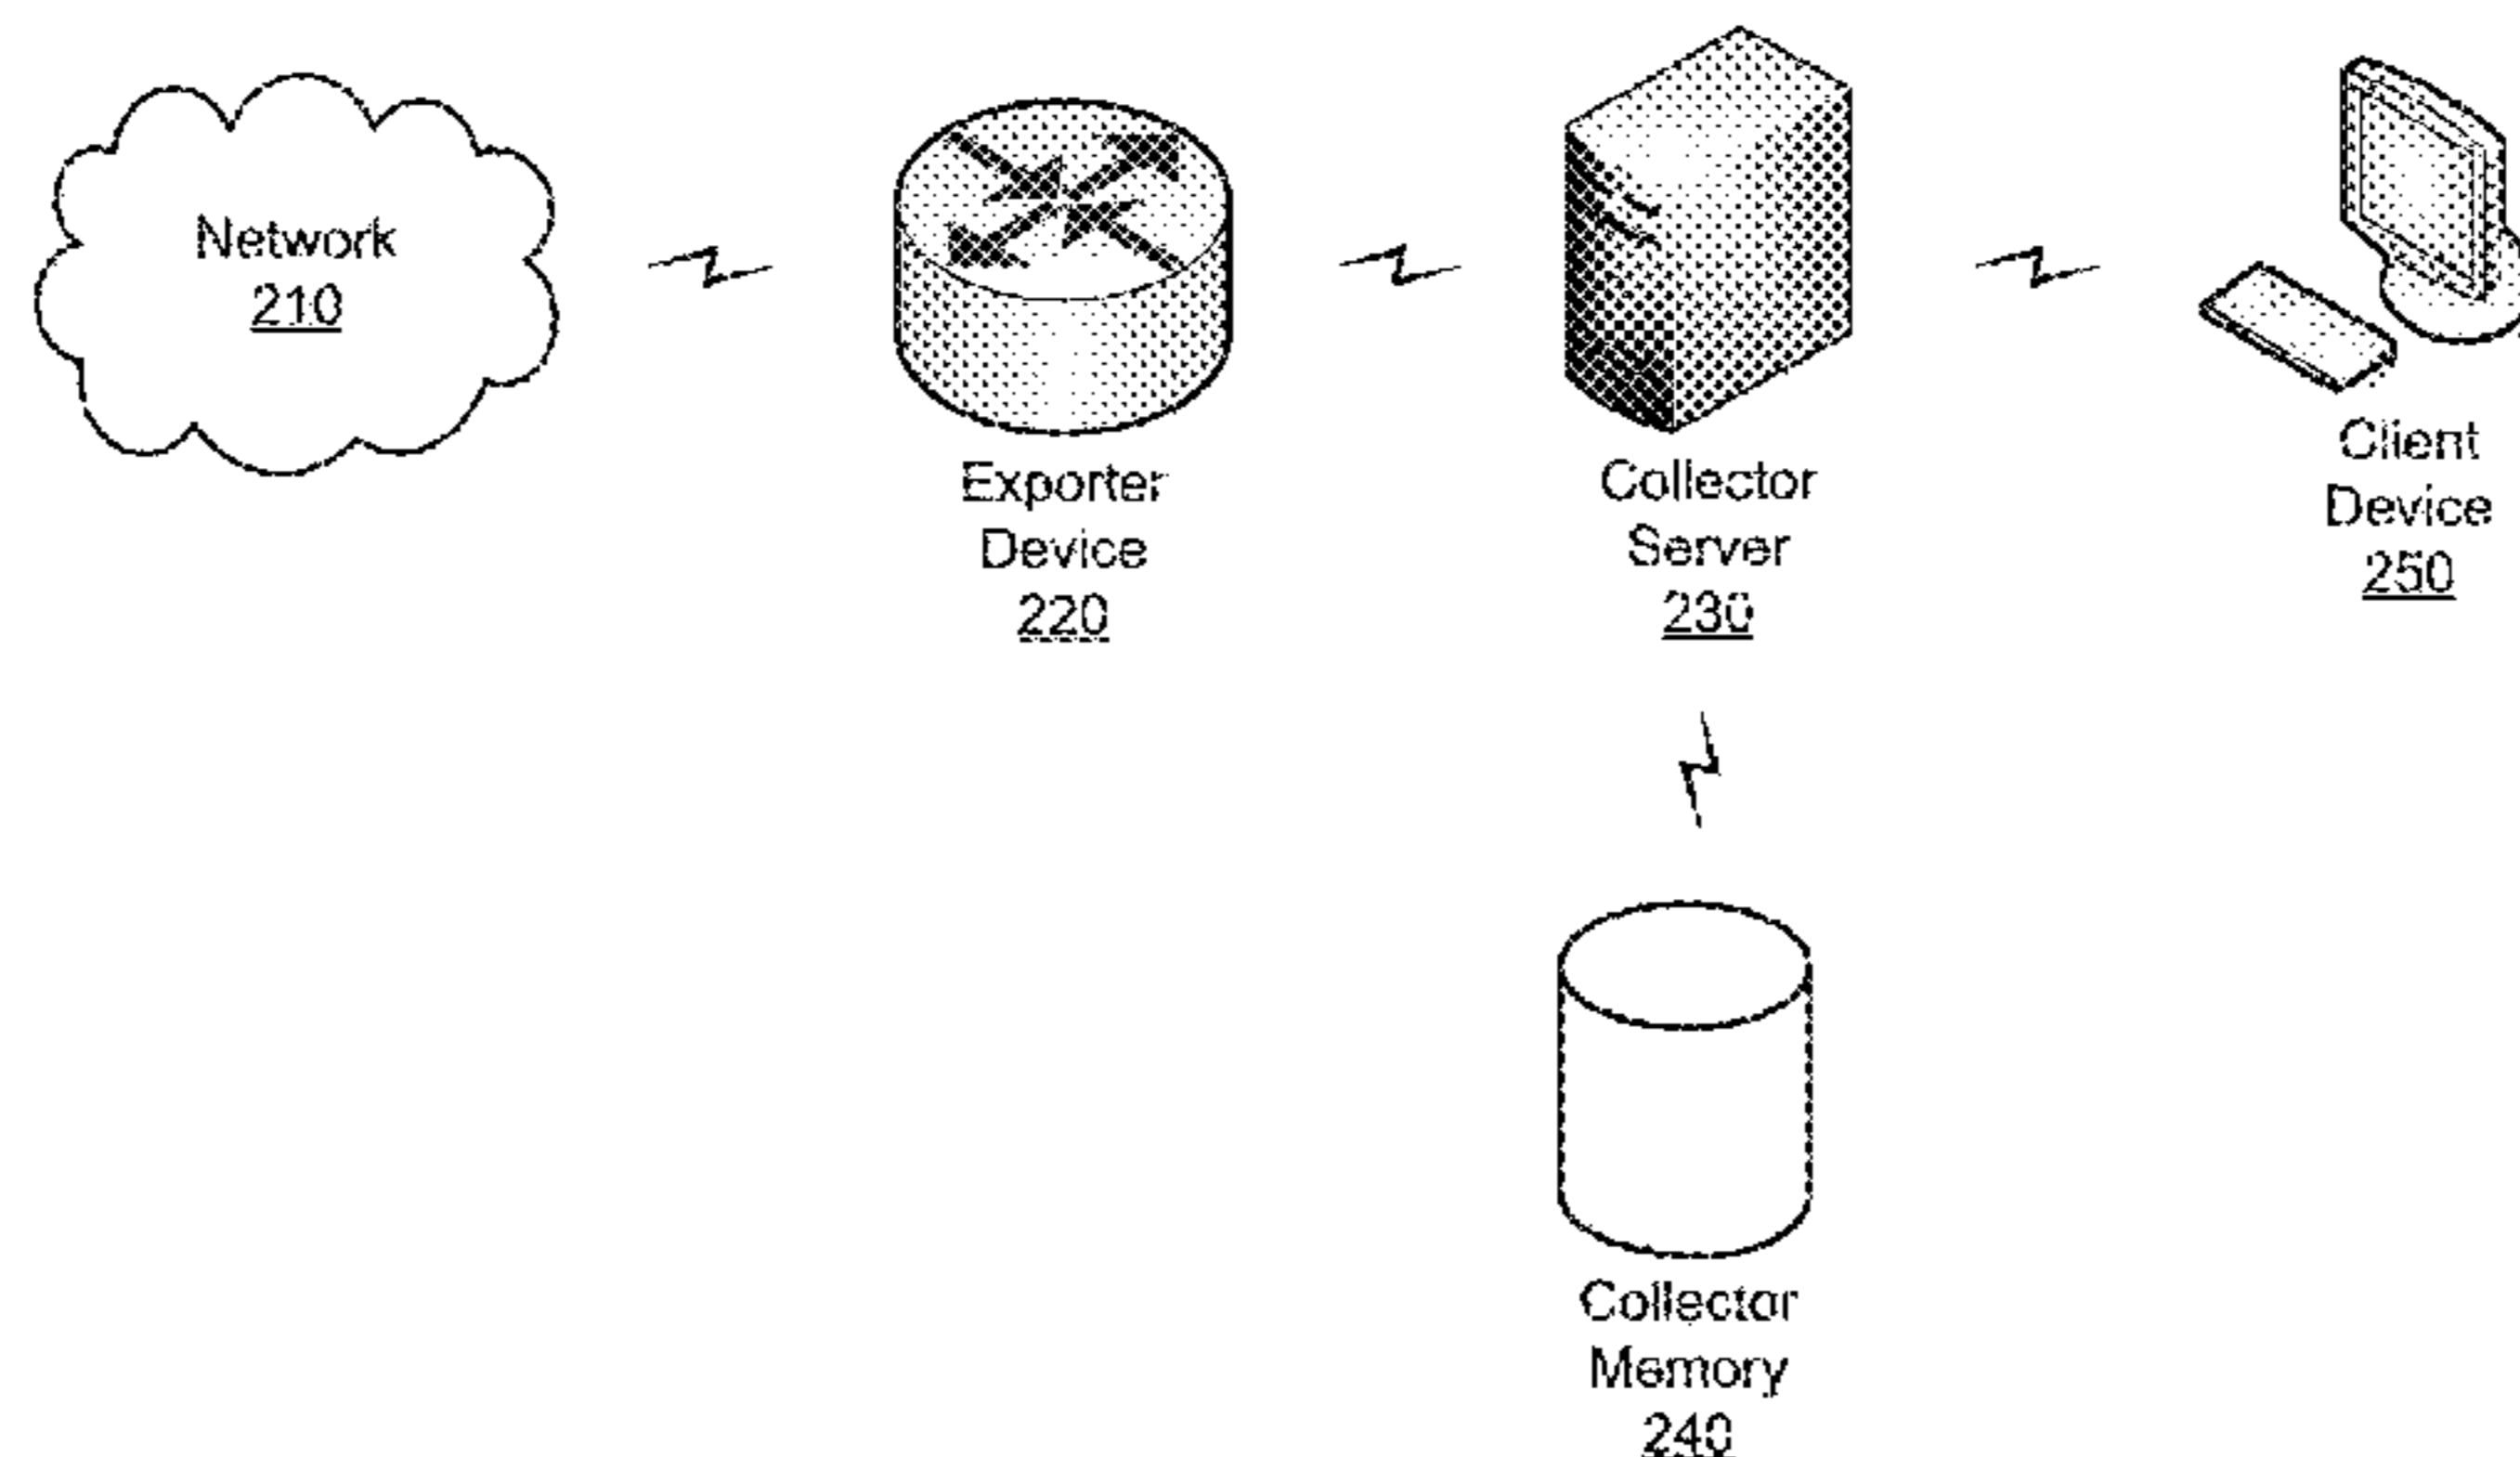 Network
210
Exporter
Device
220
Collector
Server
230
Client
Device
250
Collector
Memory
240